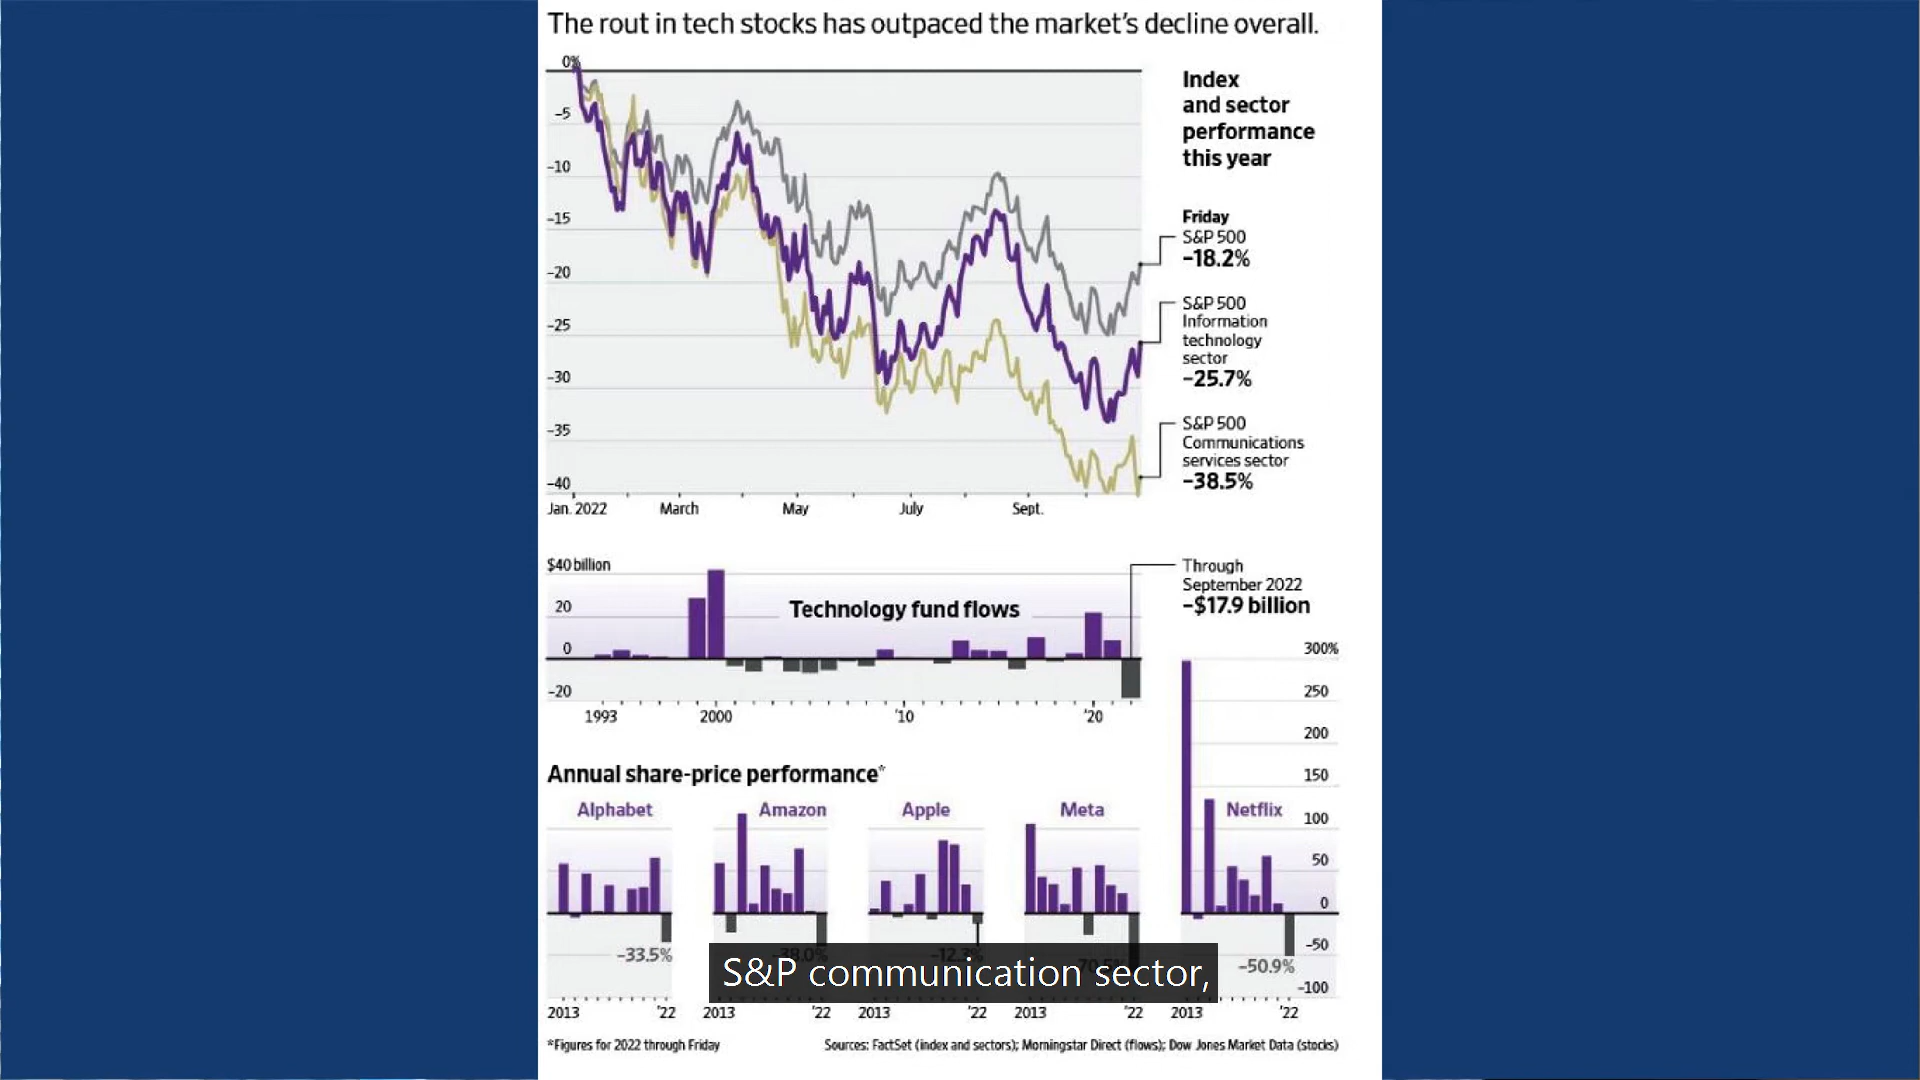 The rout in tech stocks has outpaced the market's decline overall.
0%
−5
−10
−15
−20
−25
−30
−35
−40
Jan. 2022 March May July Sept.
Index
and sector
performance
this year
Friday
S&P 500
−18.2%
S&P 500
Information
technology
sector
−25.7%
S&P 500
Communications
services sector
−38.5%
$40 billion
20
0
−20
Technology fund flows
1993 2000 '10 '20
Through
September 2022
−$17.9 billion
Annual share-price performance*
Alphabet Amazon Apple Meta Netflix
300%
250
200
150
100
50
0
−50
−100
−33.5% −38.0% −12.3% −70.5% −50.9%
S&P communication sector,
2013 '22 2013 '22 2013 '22 2013 '22 2013 '22
*Figures for 2022 through Friday
Sources: FactSet (index and sectors); Morningstar Direct (flows); Dow Jones Market Data (stocks)